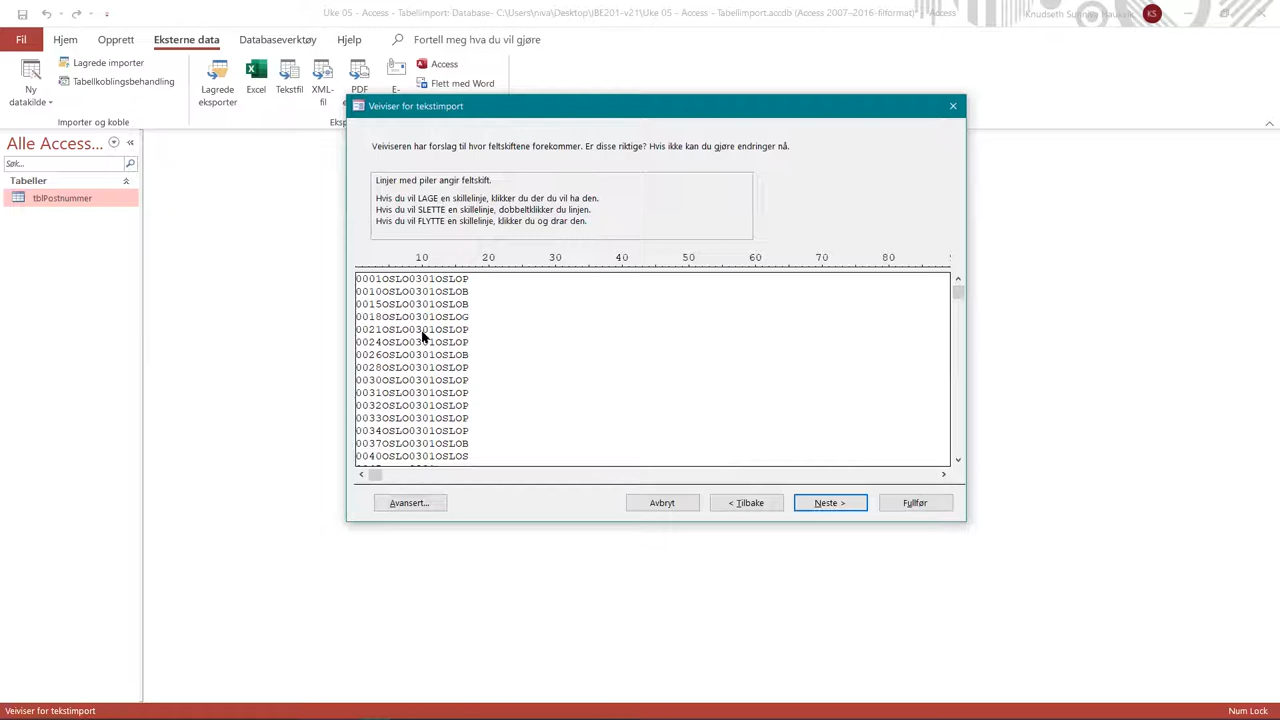 Uke 05 - Access - Tabellimport: Database- C:\Users\niva\Desktop\JBE201-v21\Uke 05 - Access - Tabellimport.accdb (Access 2007–2016-filformat) - Access
Knudseth Sunniva Haukvik
KS
Fil
Hjem
Opprett
Eksterne data
Databaseverktøy
Hjelp
Fortell meg hva du vil gjøre
Ny datakilde
Lagrede importer
Tabellkoblingsbehandling
Importer og koble
Lagrede eksporter
Excel
Tekstfil
XML-fil
PDF
E-
Access
Flett med Word
Alle Access...
Søk...
Tabeller
tblPostnummer
Veiviser for tekstimport
Veiviseren har forslag til hvor feltskiftene forekommer. Er disse riktige? Hvis ikke kan du gjøre endringer nå.
Linjer med piler angir feltskift.
Hvis du vil LAGE en skillelinje, klikker du der du vil ha den.
Hvis du vil SLETTE en skillelinje, dobbeltklikker du linjen.
Hvis du vil FLYTTE en skillelinje, klikker du og drar den.
10 20 30 40 50 60 70 80
0001OSLO0301OSLOP
0010OSLO0301OSLOB
0015OSLO0301OSLOB
0018OSLO0301OSLOG
0021OSLO0301OSLOP
0024OSLO0301OSLOP
0026OSLO0301OSLOB
0028OSLO0301OSLOP
0030OSLO0301OSLOP
0031OSLO0301OSLOP
0032OSLO0301OSLOP
0033OSLO0301OSLOP
0034OSLO0301OSLOP
0037OSLO0301OSLOB
0040OSLO0301OSLOS
Avansert...
Avbryt
< Tilbake
Neste >
Fullfør
Veiviser for tekstimport
Num Lock